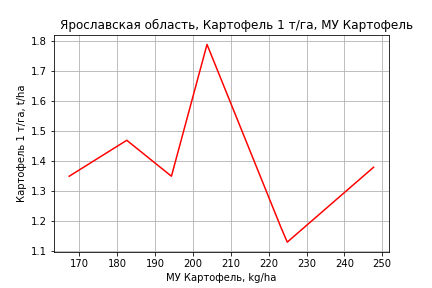 Ярославская область, Картофель 1 т/га, МУ Картофель
1.8
1.7
1.6
1.5
1.4
1.3
1.2
1.1
Картофель 1 т/га, t/ha
170 180 190 200 210 220 230 240 250
МУ Картофель, kg/ha